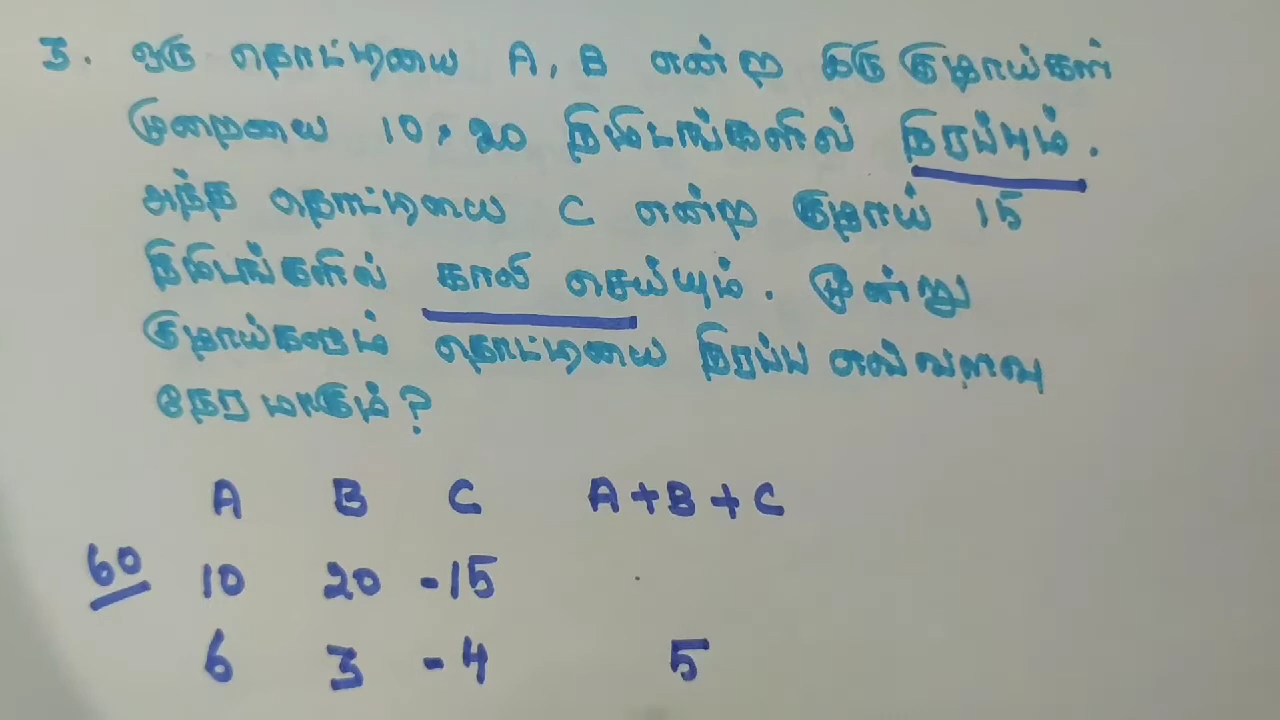 3. ஒரு தொட்டியை A, B என்ற இரு குழாய்கள்
முறையே 10, 20 நிமிடங்களில் நிரப்பும்.
அந்த தொட்டியை C என்ற குழாய் 15
நிமிடங்களில் காலி செய்யும். மூன்று
குழாய்களும் தொட்டியை நிரப்ப எவ்வளவு
நேரமாகும்?
A B C A + B + C
60 10 20 -15
6 3 -4 5